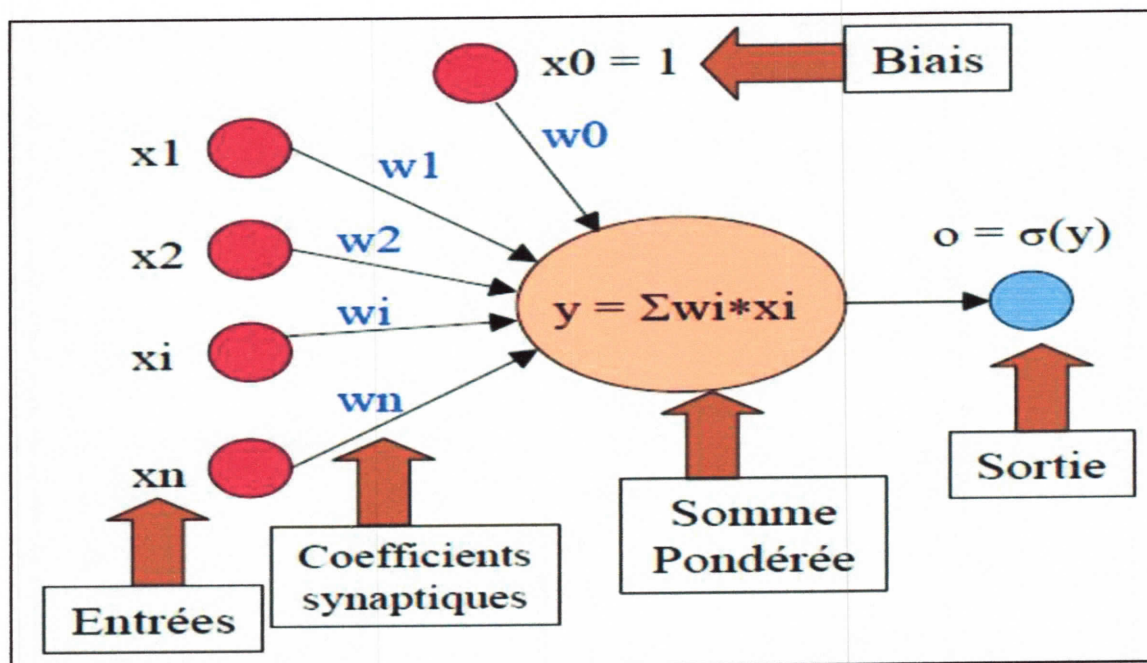 x0 = 1
Biais
w0
x1
w1
x2
w2
o = σ(y)
xi
wi
y = Σwi*xi
xn
wn
Entrées
Coefficients
synaptiques
Somme
Pondérée
Sortie